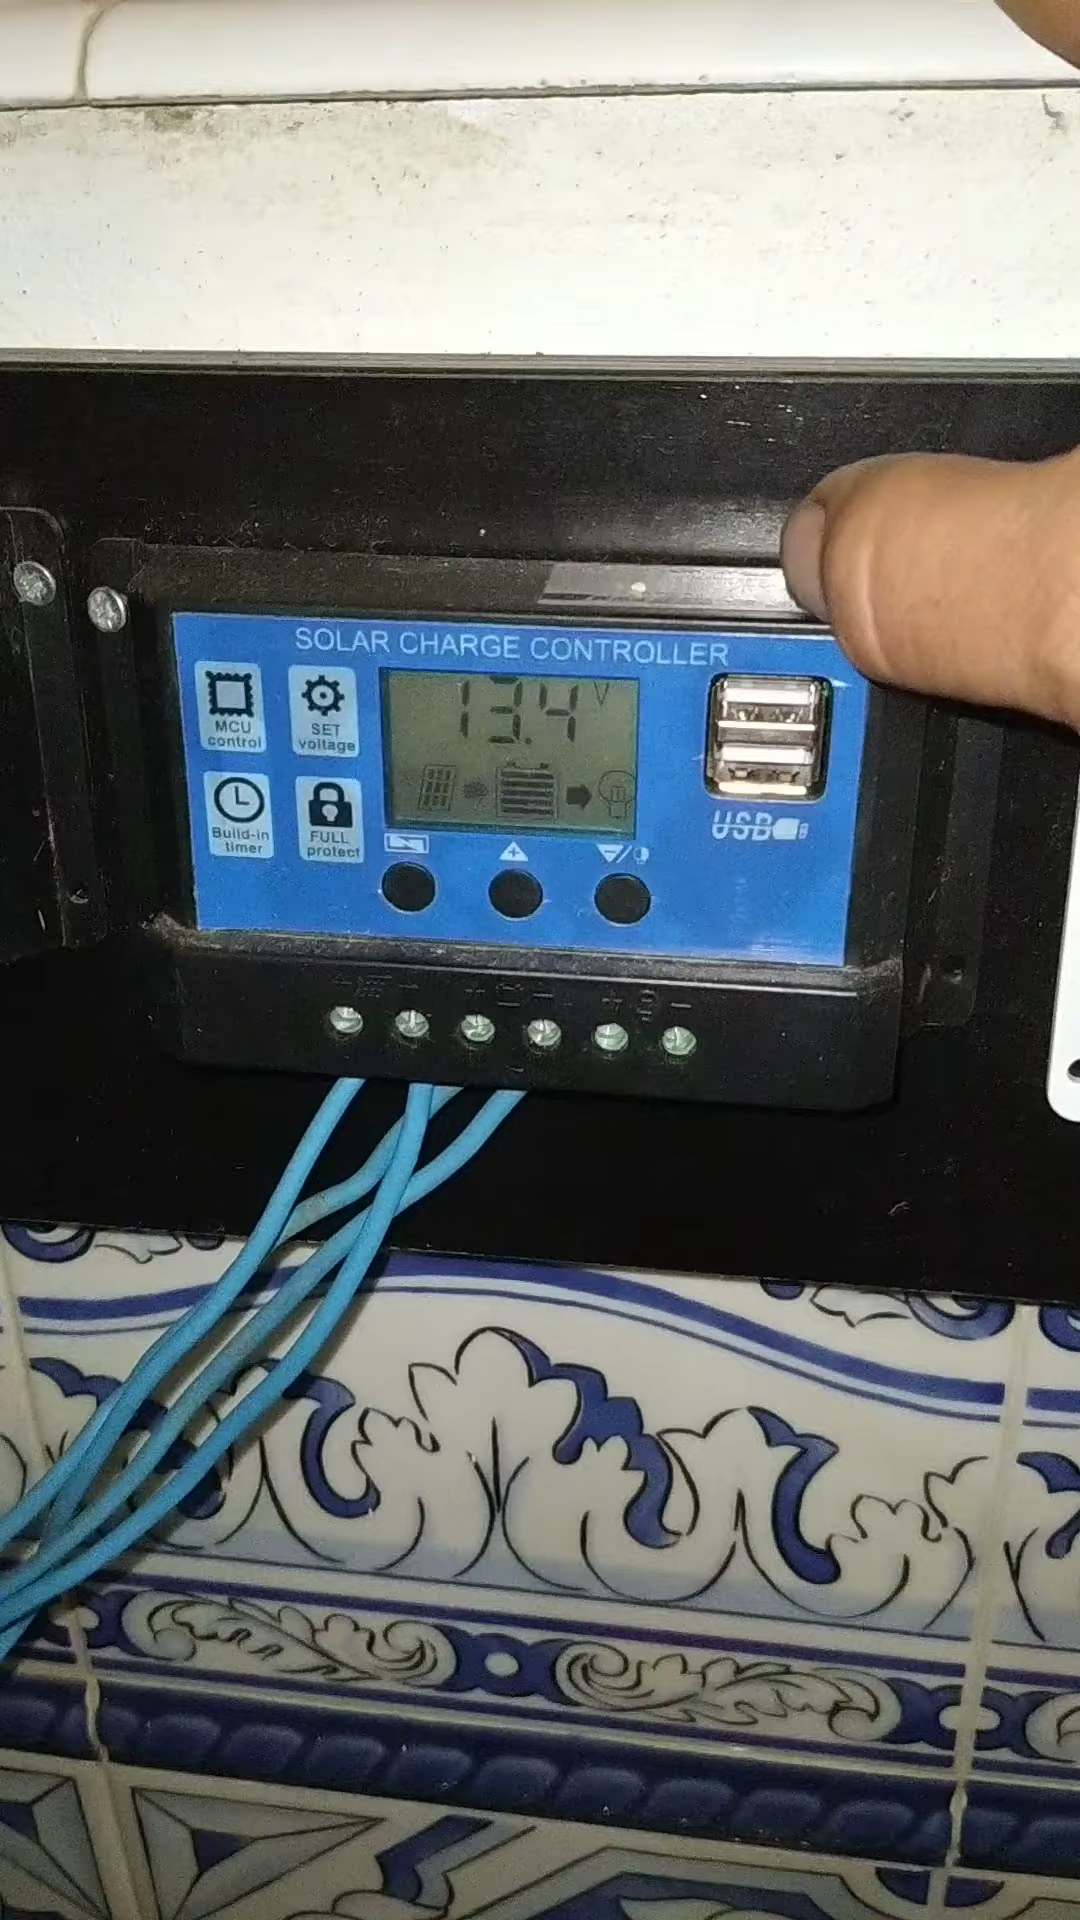 SOLAR CHARGE CONTROLLER
MCU
control
SET
voltage
13.4 V
Build-in
timer
FULL
protect
USB
+ -
+ -
+ -